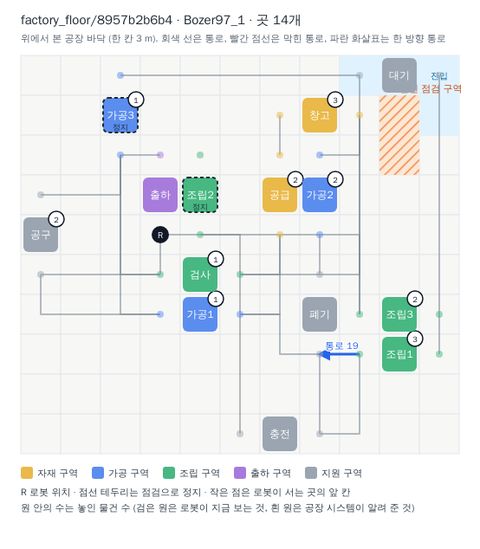 factory_floor/8957b2b6b4 · Bozer97_1 · 곳 14개
위에서 본 공장 바닥 (한 칸 3 m). 회색 선은 통로, 빨간 점선은 막힌 통로, 파란 화살표는 한 방향 통로
대기
점검 구역
1
가공3
정지
3
창고
출하
조립2
정지
2
공급
2
가공2
2
공구
R
1
검사
1
가공1
폐기
2
조립3
통로 19
3
조립1
충전
자재 구역
가공 구역
조립 구역
출하 구역
지원 구역
R 로봇 위치 · 점선 테두리는 점검으로 정지 · 작은 점은 로봇이 서는 곳의 앞 칸
원 안의 수는 놓인 물건 수 (검은 원은 로봇이 지금 보는 것, 흰 원은 공장 시스템이 알려 준 것)